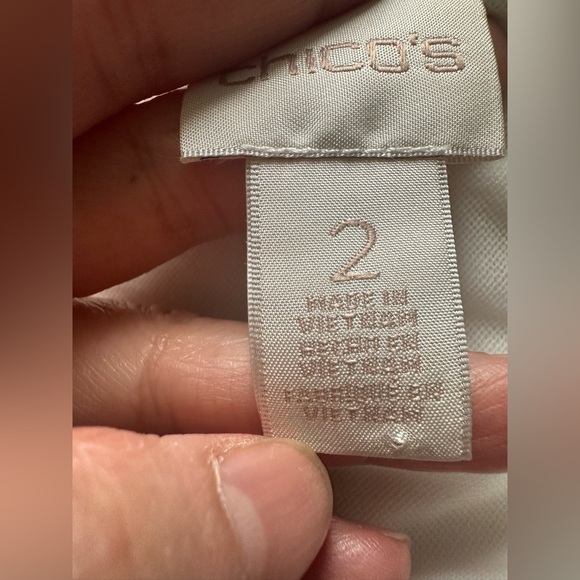 chico's
2
MADE IN
VIETNAM
HECHO EN
VIETNAM
FABRIQUE EN
VIETNAM